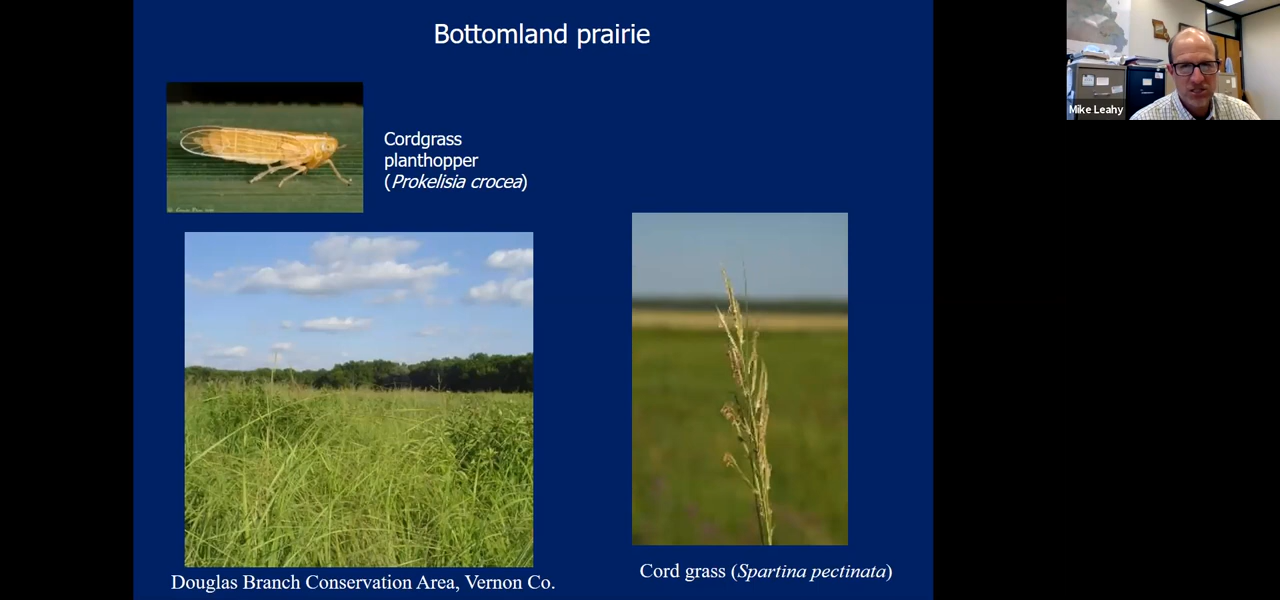 Bottomland prairie
Cordgrass
planthopper
(Prokelisia crocea)
Mike Leahy
Douglas Branch Conservation Area, Vernon Co.
Cord grass (Spartina pectinata)